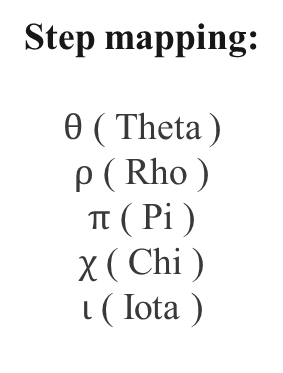 Step mapping:
θ ( Theta )
ρ ( Rho )
π ( Pi )
χ ( Chi )
ι ( Iota )